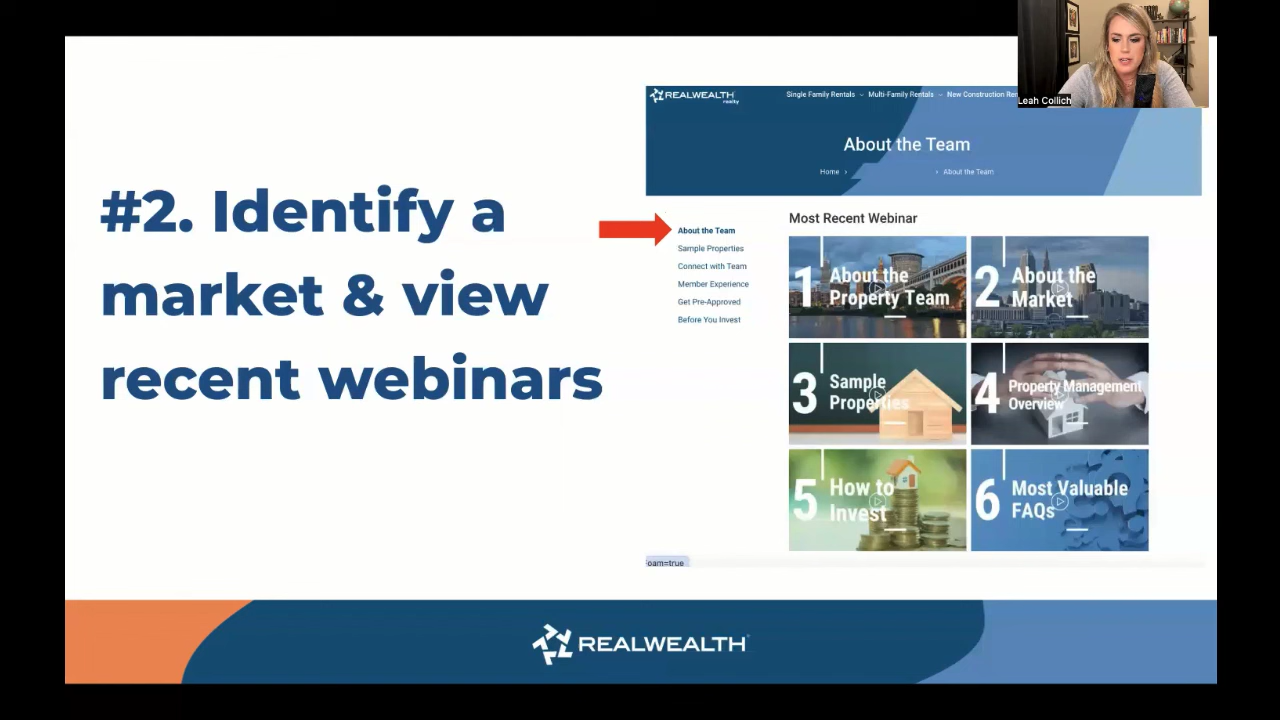 Leah Collich
#2. Identify a
market & view
recent webinars
REALWEALTH
realty
Single Family Rentals
Multi-Family Rentals
New Construction
About the Team
Home
About the Team
About the Team
Sample Properties
Connect with Team
Member Experience
Get Pre-Approved
Before You Invest
Most Recent Webinar
1 About the
Property Team
2 About the
Market
3 Sample
Properties
4 Property Management
Overview
5 How to
Invest
6 Most Valuable
FAQs
oam=true
REALWEALTH